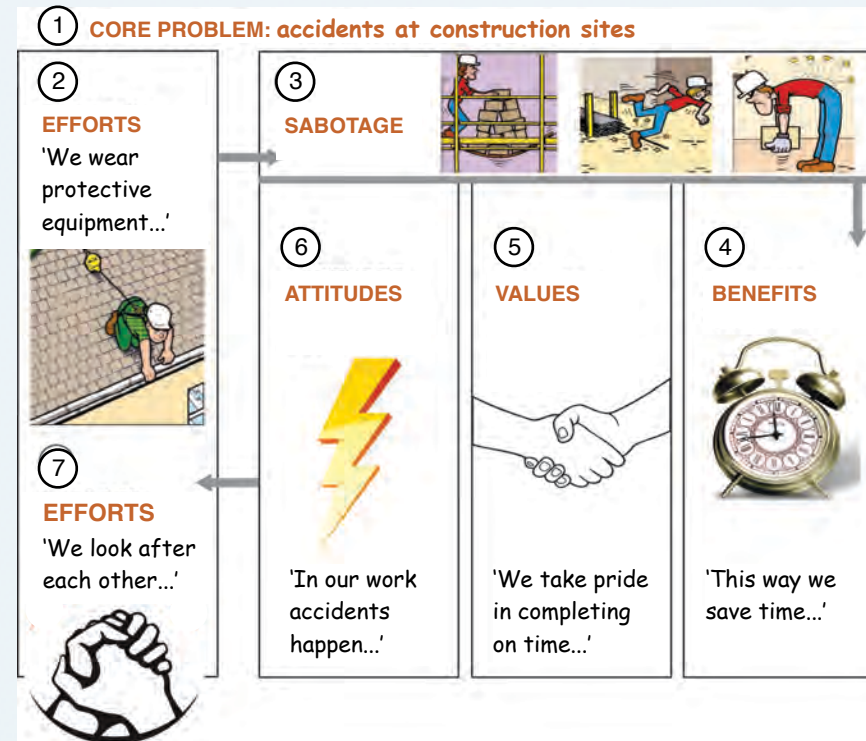 1 CORE PROBLEM: accidents at construction sites
2
EFFORTS
‘We wear
protective
equipment...’
3
SABOTAGE
4
BENEFITS
‘This way we
save time...’
5
VALUES
‘We take pride
in completing
on time...’
6
ATTITUDES
‘In our work
accidents
happen...’
7
EFFORTS
‘We look after
each other...’